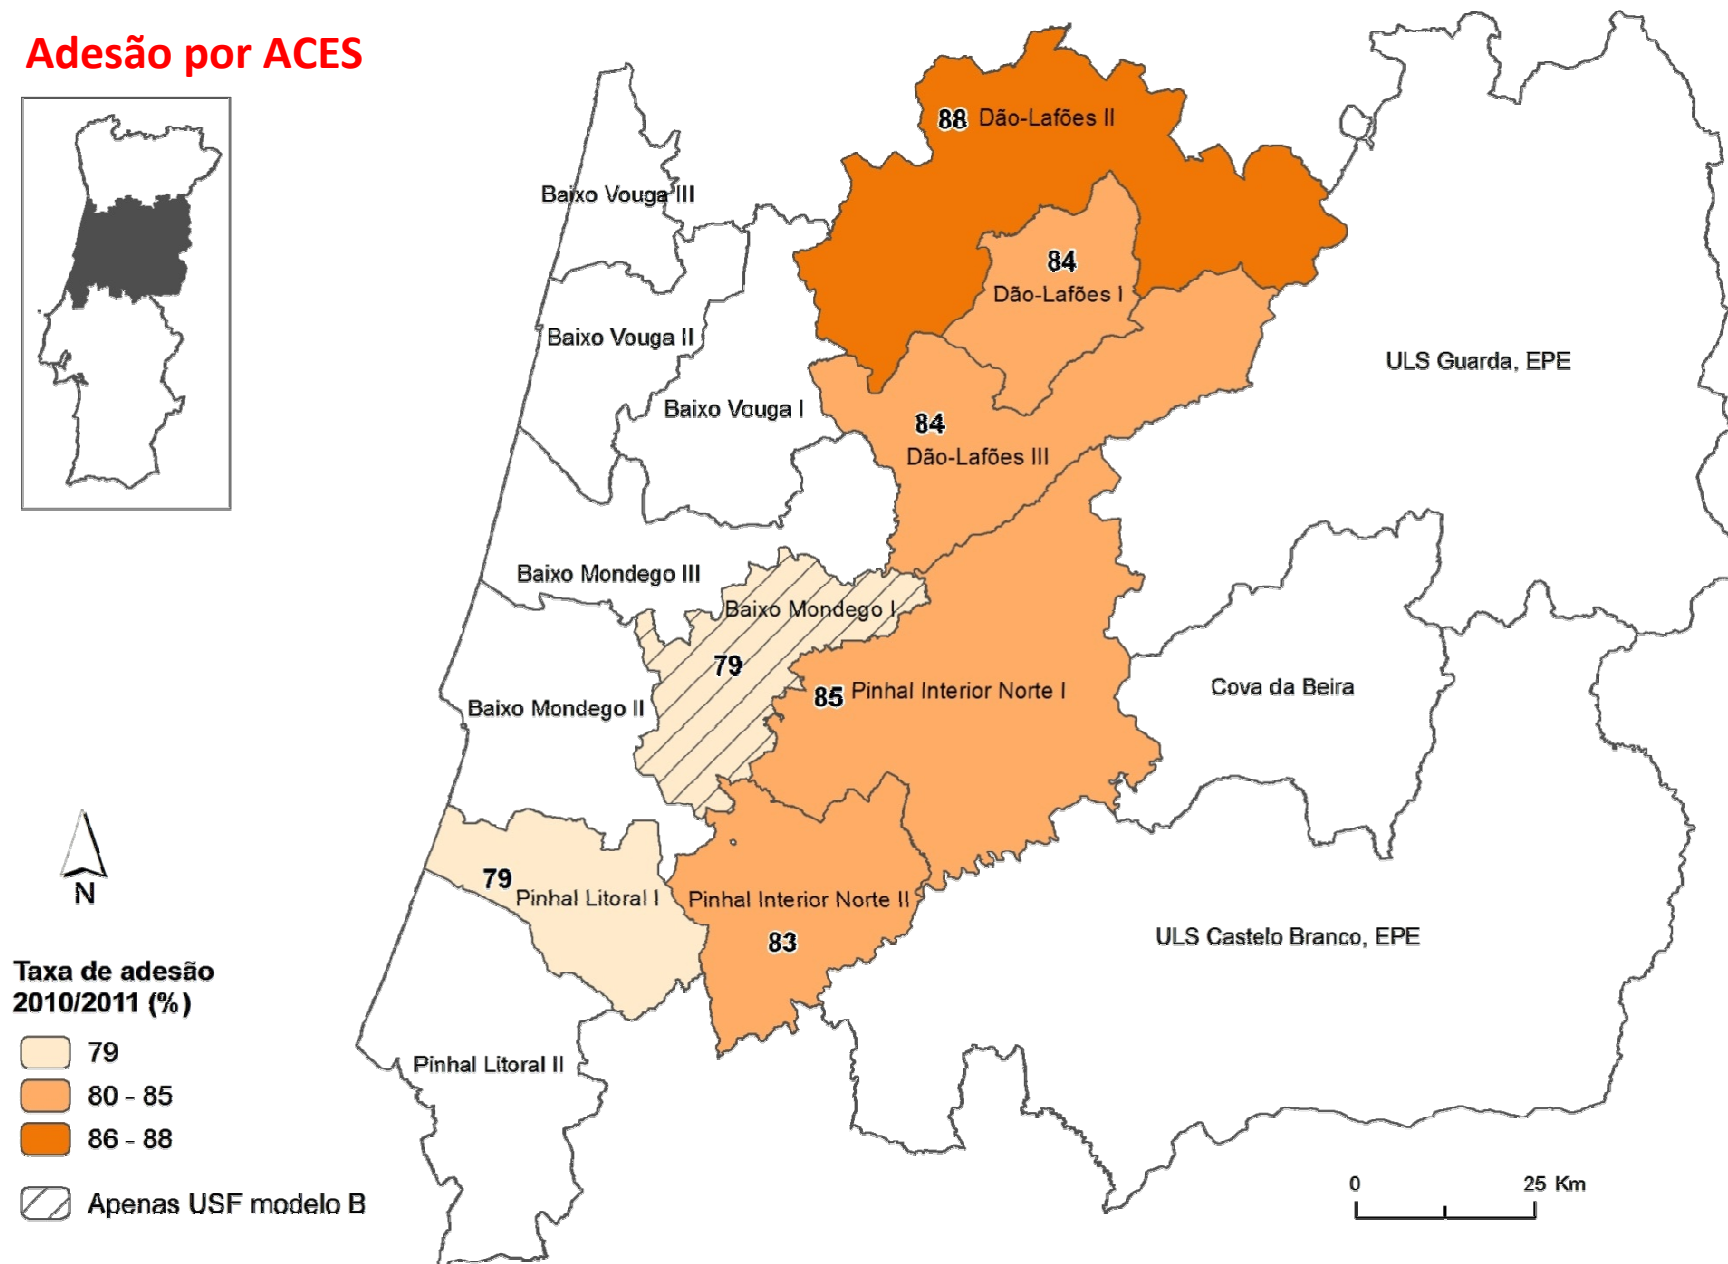 Adesão por ACES
88 Dão-Lafões II
Baixo Vouga III
84
Dão-Lafões I
Baixo Vouga II
ULS Guarda, EPE
Baixo Vouga I
84
Dão-Lafões III
Baixo Mondego III
Baixo Mondego I
79
85 Pinhal Interior Norte I
Cova da Beira
Baixo Mondego II
79
Pinhal Litoral I
Pinhal Interior Norte II
83
ULS Castelo Branco, EPE
Pinhal Litoral II
N
Taxa de adesão
2010/2011 (%)
79
80 - 85
86 - 88
Apenas USF modelo B
0 25 Km